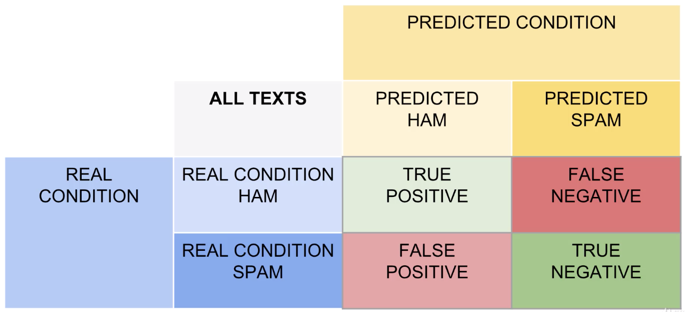 PREDICTED CONDITION
ALL TEXTS
PREDICTED
HAM
PREDICTED
SPAM
REAL
CONDITION
REAL CONDITION
HAM
TRUE
POSITIVE
FALSE
NEGATIVE
REAL CONDITION
SPAM
FALSE
POSITIVE
TRUE
NEGATIVE